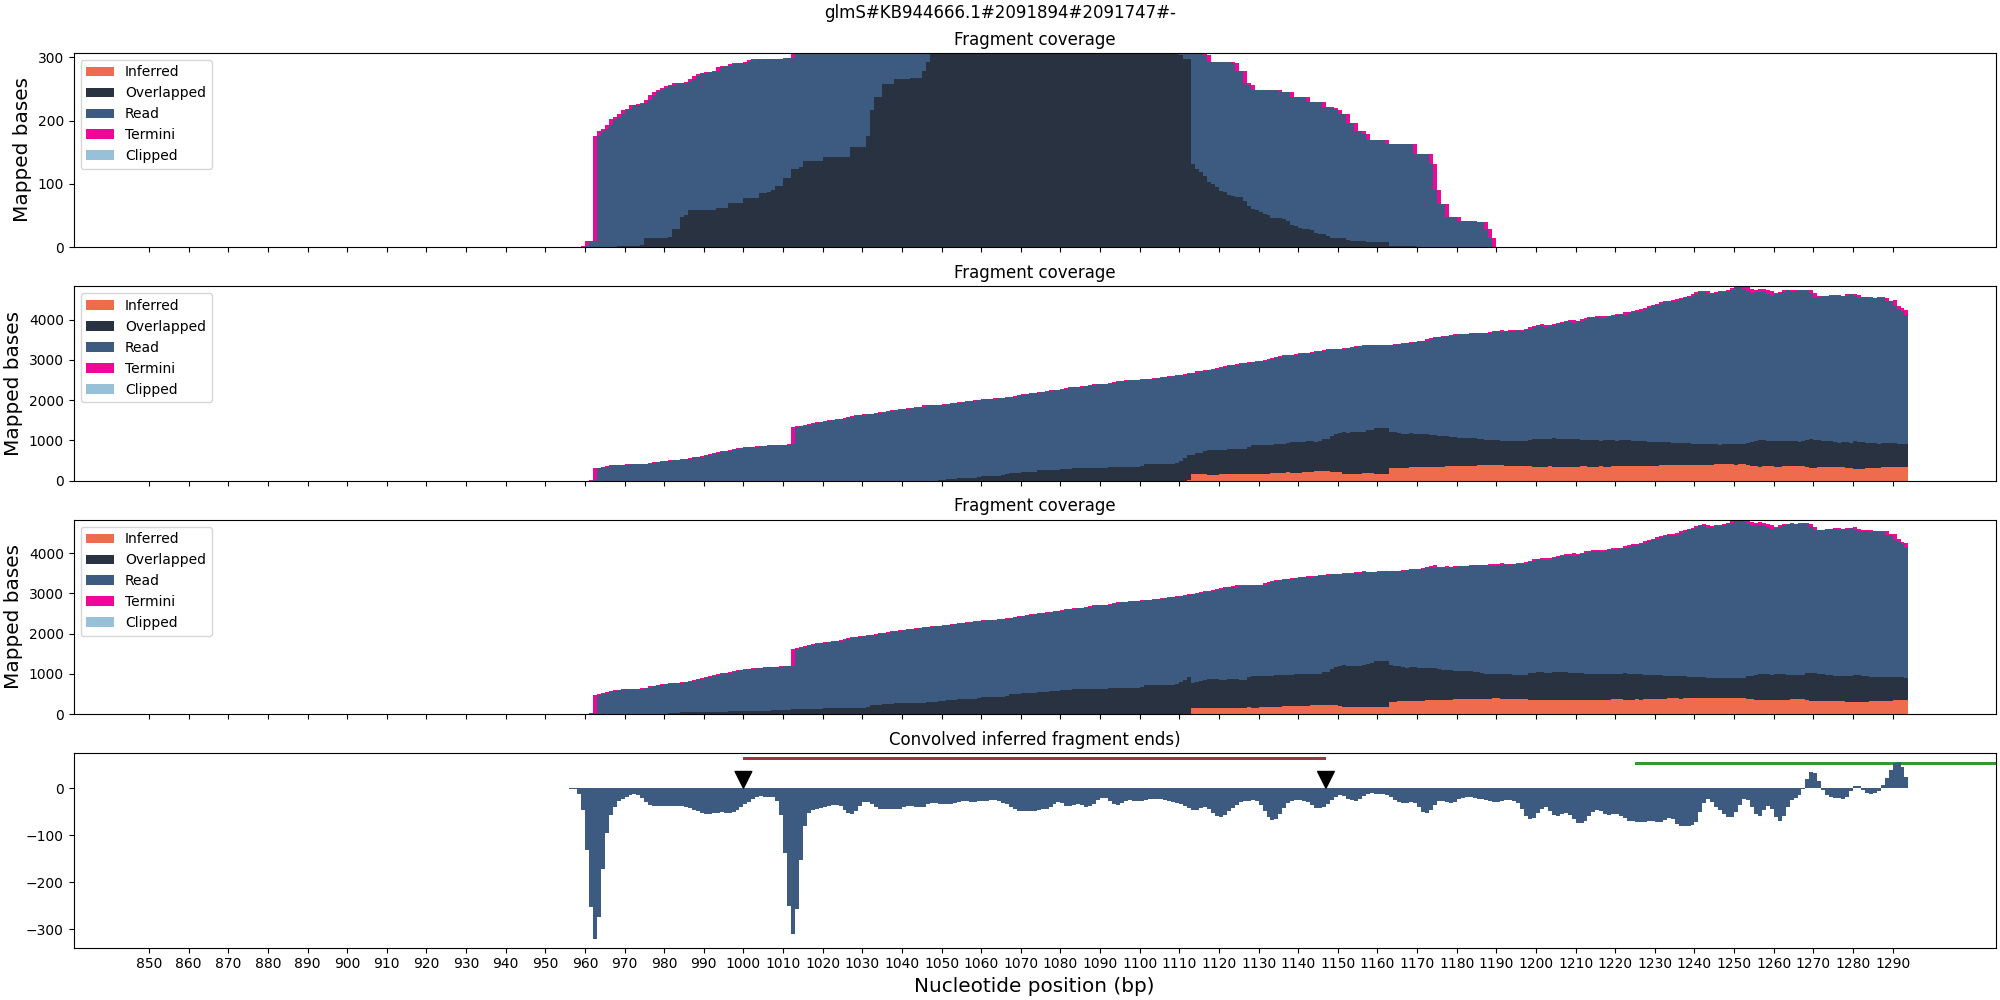 glmS#KB944666.1#2091894#2091747#-
Fragment coverage
Mapped bases
300
200
100
0
Inferred
Overlapped
Read
Termini
Clipped
Fragment coverage
Mapped bases
4000
3000
2000
1000
0
Inferred
Overlapped
Read
Termini
Clipped
Fragment coverage
Mapped bases
4000
3000
2000
1000
0
Inferred
Overlapped
Read
Termini
Clipped
Convolved inferred fragment ends)
0
−100
−200
−300
850 860 870 880 890 900 910 920 930 940 950 960 970 980 990 1000 1010 1020 1030 1040 1050 1060 1070 1080 1090 1100 1110 1120 1130 1140 1150 1160 1170 1180 1190 1200 1210 1220 1230 1240 1250 1260 1270 1280 1290
Nucleotide position (bp)